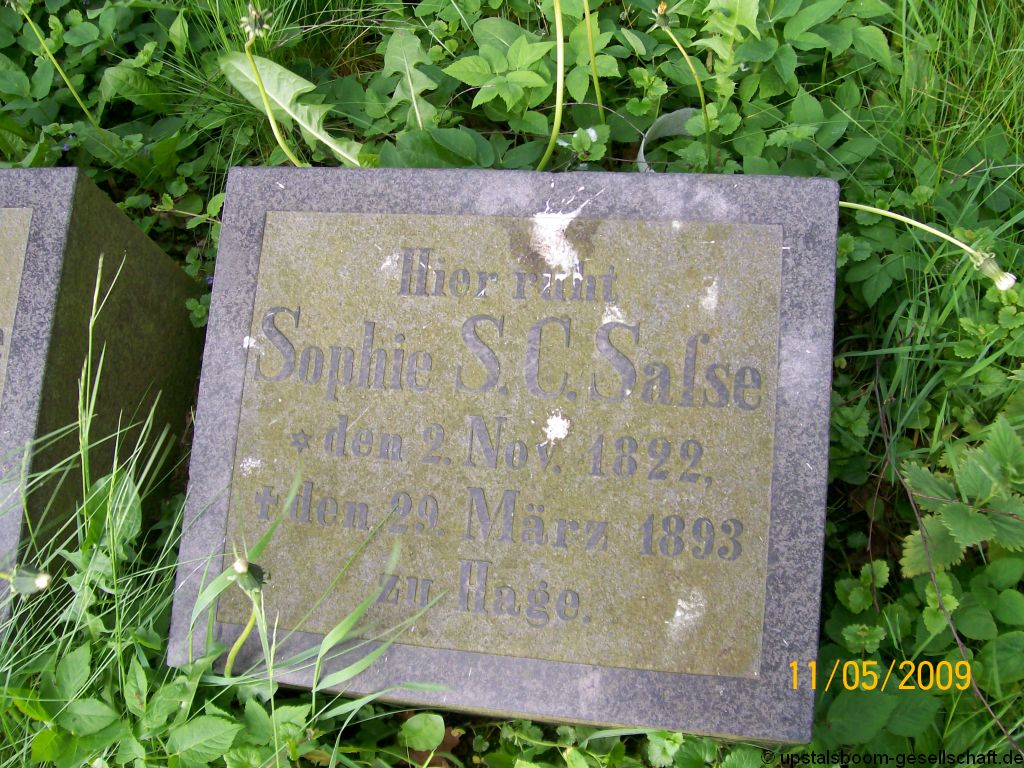 Hier ruht
Sophie S. C. Salse
✶ den 2. Nov. 1822,
✝ den 29. März 1893
zu Hage.
11/05/2009
© upstalsboom-gesellschaft.de